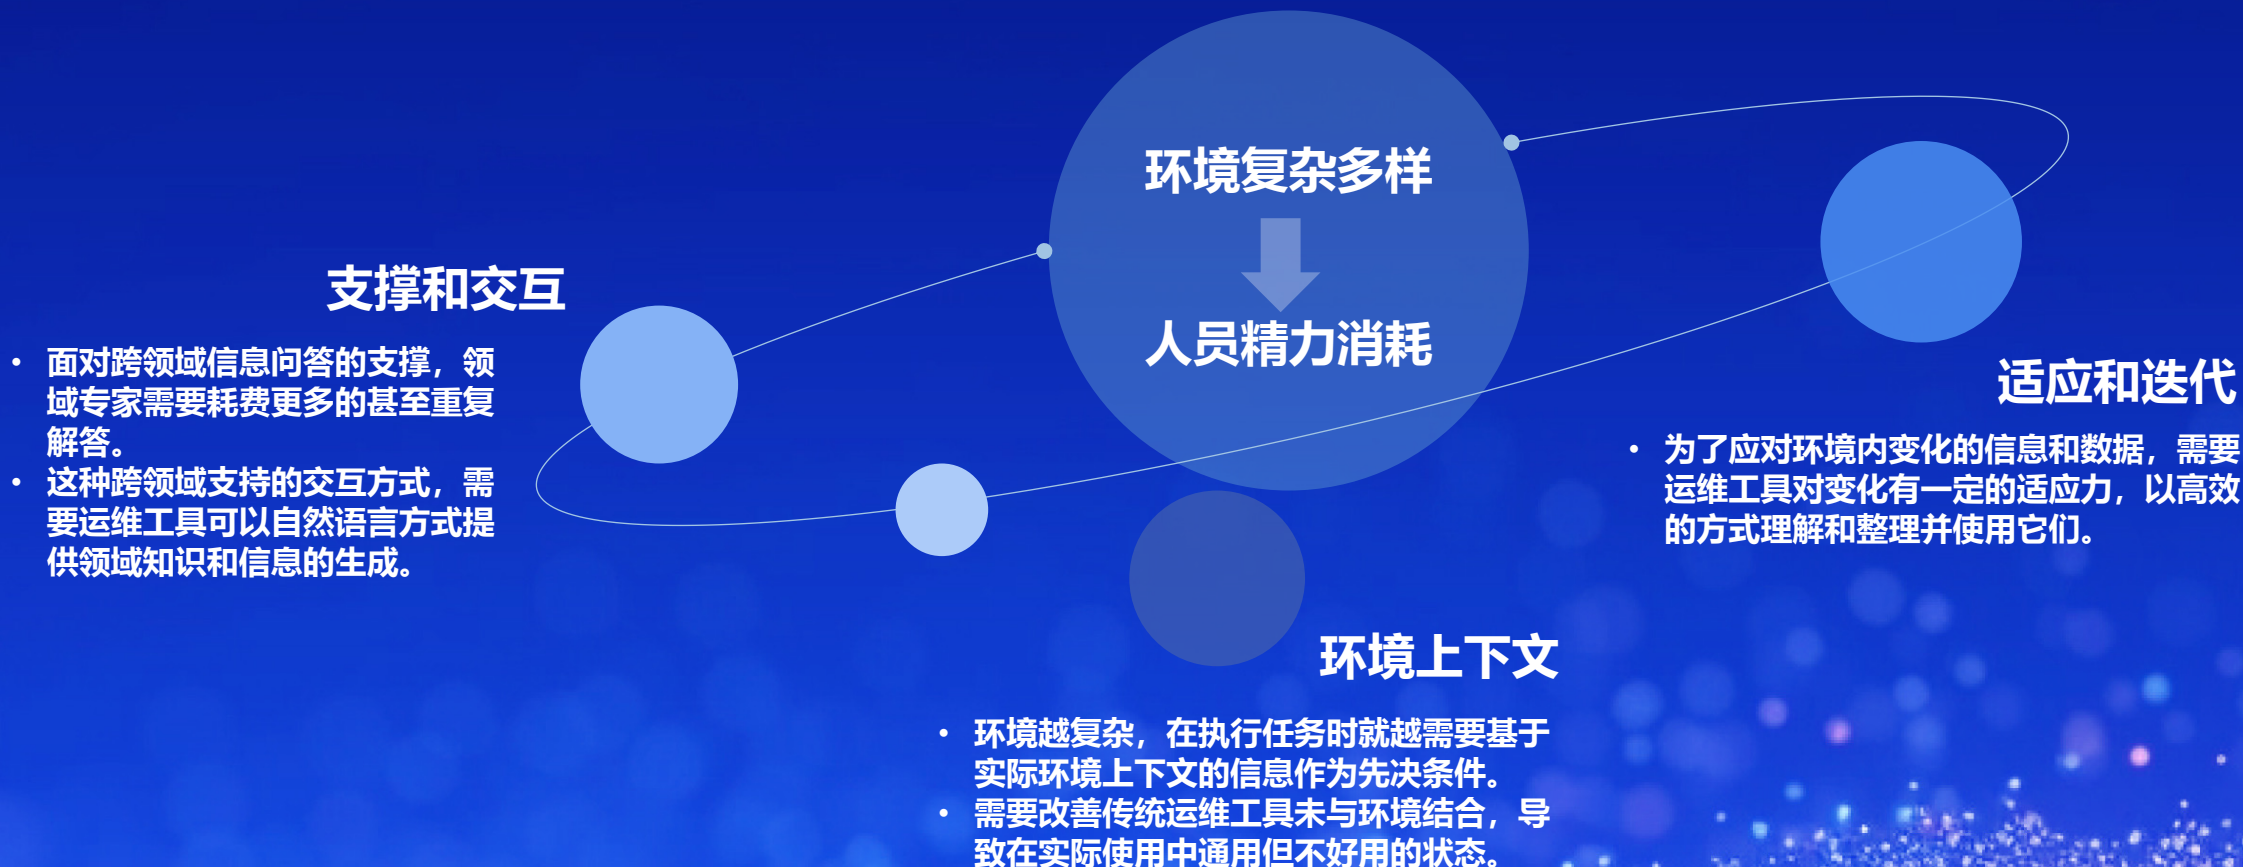 环境复杂多样
人员精力消耗
支撑和交互
• 面对跨领域信息问答的支撑，领
域专家需要耗费更多的甚至重复
解答。
• 这种跨领域支持的交互方式，需
要运维工具可以自然语言方式提
供领域知识和信息的生成。
适应和迭代
• 为了应对环境内变化的信息和数据，需要
运维工具对变化有一定的适应力，以高效
的方式理解和整理并使用它们。
环境上下文
• 环境越复杂，在执行任务时就越需要基于
实际环境上下文的信息作为先决条件。
• 需要改善传统运维工具未与环境结合，导
致在实际使用中通用但不好用的状态。